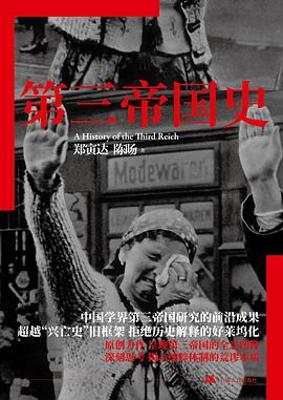 第三帝国史
A History of the Third Reich
郑寅达 陈旸 著
Modewaren
中国学界第三帝国研究的前沿成果
超越“兴亡史”旧框架 拒绝历史解释的好莱坞化